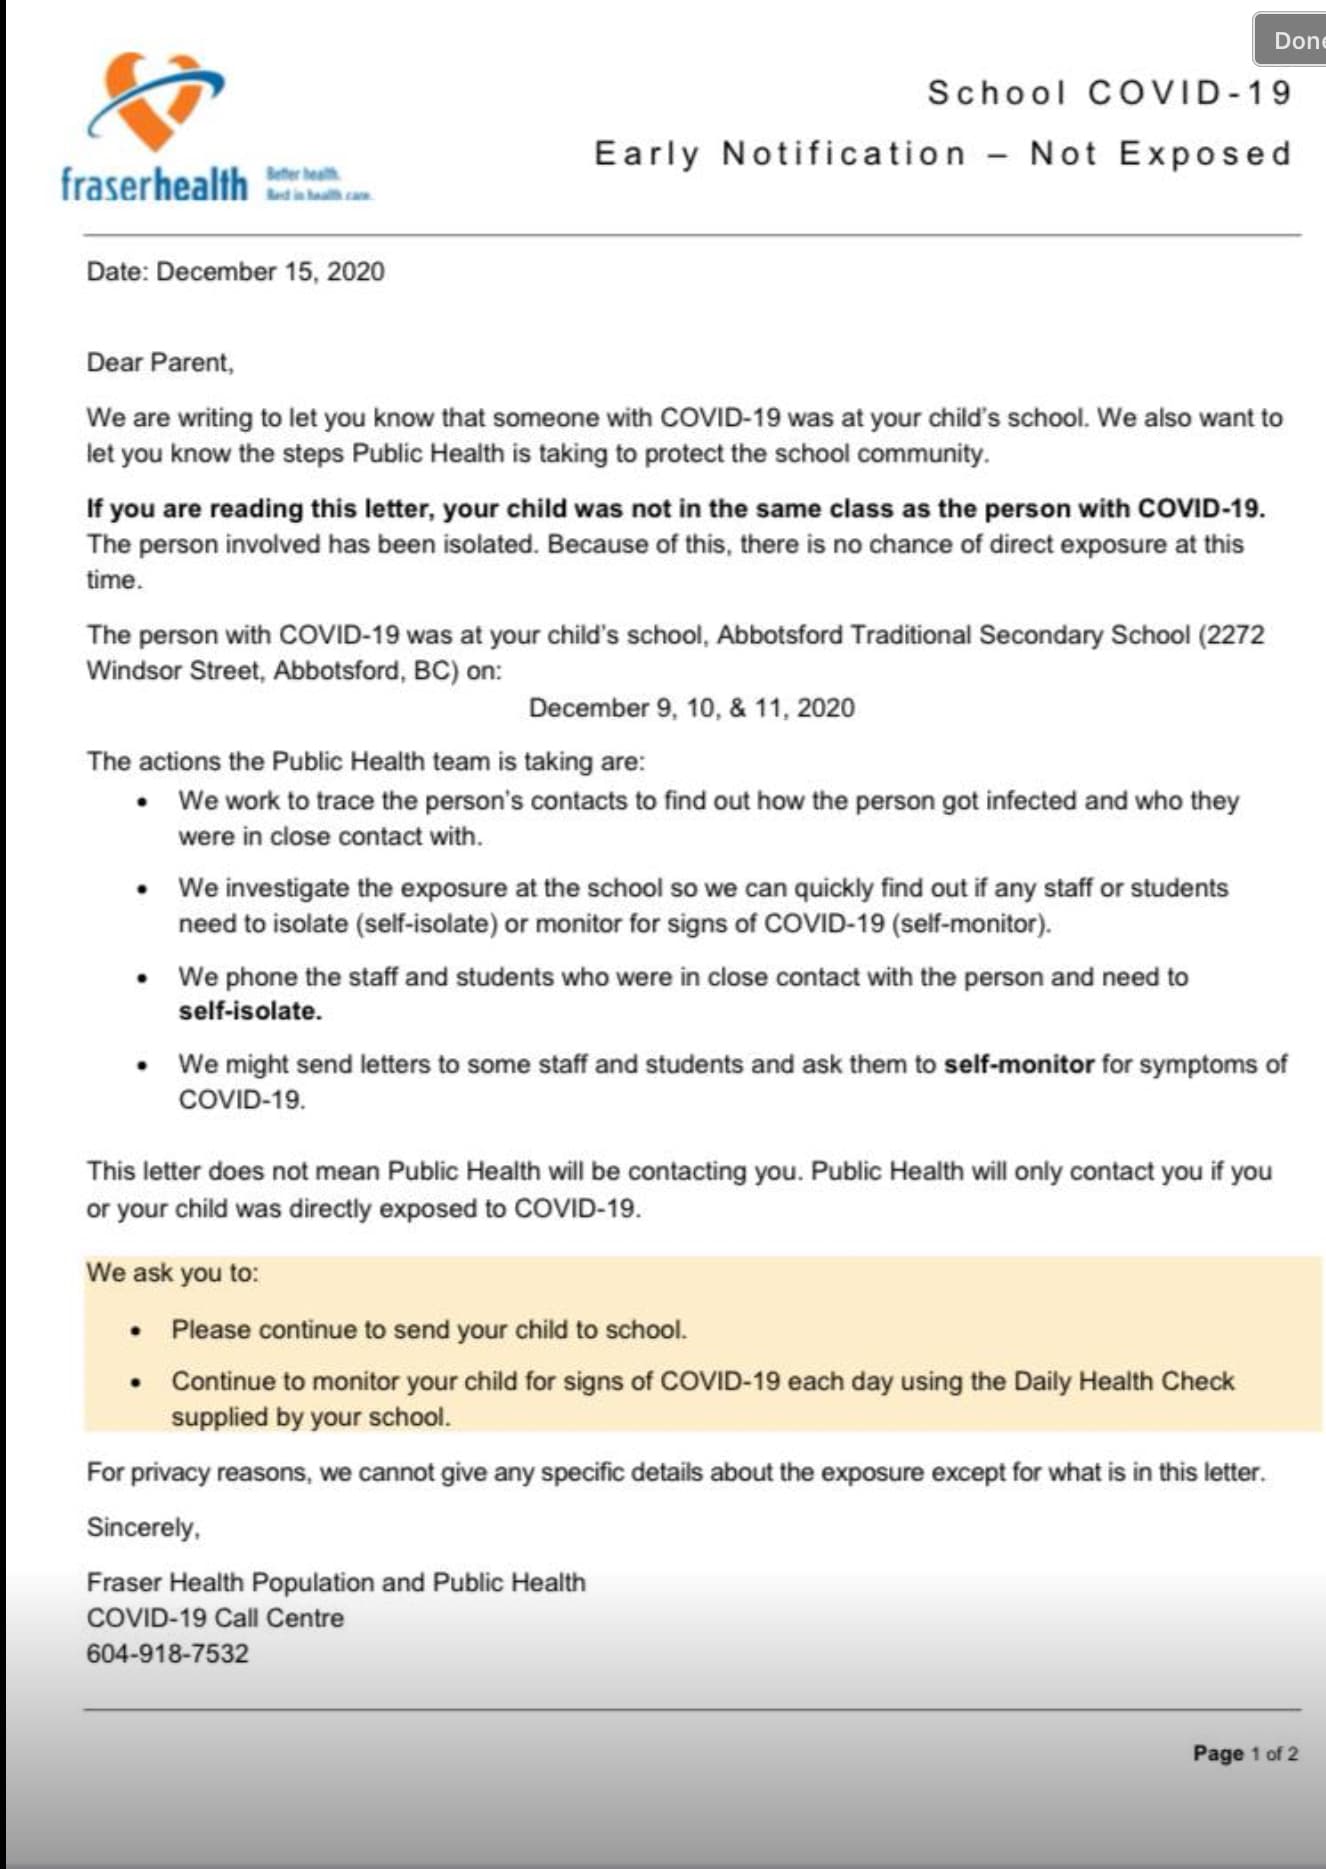 Done
School COVID-19
Early Notification – Not Exposed
fraserhealth
Better health.
Best in health care.
Date: December 15, 2020
Dear Parent,
We are writing to let you know that someone with COVID-19 was at your child's school. We also want to
let you know the steps Public Health is taking to protect the school community.
If you are reading this letter, your child was not in the same class as the person with COVID-19.
The person involved has been isolated. Because of this, there is no chance of direct exposure at this
time.
The person with COVID-19 was at your child's school, Abbotsford Traditional Secondary School (2272
Windsor Street, Abbotsford, BC) on:
December 9, 10, & 11, 2020
The actions the Public Health team is taking are:
• We work to trace the person's contacts to find out how the person got infected and who they
were in close contact with.
• We investigate the exposure at the school so we can quickly find out if any staff or students
need to isolate (self-isolate) or monitor for signs of COVID-19 (self-monitor).
• We phone the staff and students who were in close contact with the person and need to
self-isolate.
• We might send letters to some staff and students and ask them to self-monitor for symptoms of
COVID-19.
This letter does not mean Public Health will be contacting you. Public Health will only contact you if you
or your child was directly exposed to COVID-19.
We ask you to:
• Please continue to send your child to school.
• Continue to monitor your child for signs of COVID-19 each day using the Daily Health Check
supplied by your school.
For privacy reasons, we cannot give any specific details about the exposure except for what is in this letter.
Sincerely,
Fraser Health Population and Public Health
COVID-19 Call Centre
604-918-7532
Page 1 of 2